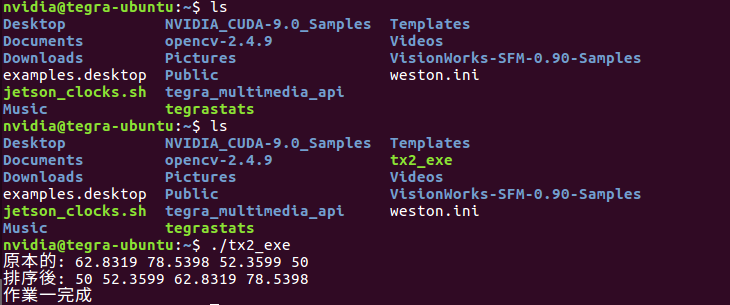 nvidia@tegra-ubuntu:~$ ls
Desktop NVIDIA_CUDA-9.0_Samples Templates
Documents opencv-2.4.9 Videos
Downloads Pictures VisionWorks-SFM-0.90-Samples
examples.desktop Public weston.ini
jetson_clocks.sh tegra_multimedia_api
Music tegrastats
nvidia@tegra-ubuntu:~$ ls
Desktop NVIDIA_CUDA-9.0_Samples Templates
Documents opencv-2.4.9 tx2_exe
Downloads Pictures Videos
examples.desktop Public VisionWorks-SFM-0.90-Samples
jetson_clocks.sh tegra_multimedia_api weston.ini
Music tegrastats
nvidia@tegra-ubuntu:~$ ./tx2_exe
原本的: 62.8319 78.5398 52.3599 50
排序後: 50 52.3599 62.8319 78.5398
作業一完成